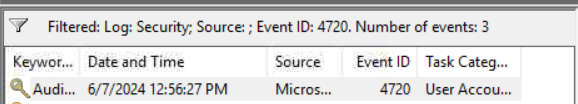 Filtered: Log: Security; Source: ; Event ID: 4720. Number of events: 3
Keywor... Date and Time Source Event ID Task Categ...
Audi... 6/7/2024 12:56:27 PM Micros... 4720 User Accou...